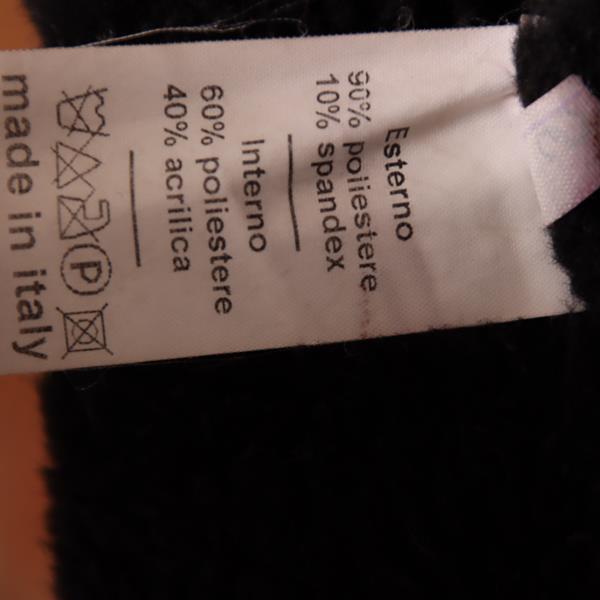 Esterno
90% poliestere
10% spandex
Interno
60% poliestere
40% acrilica
P
made in italy